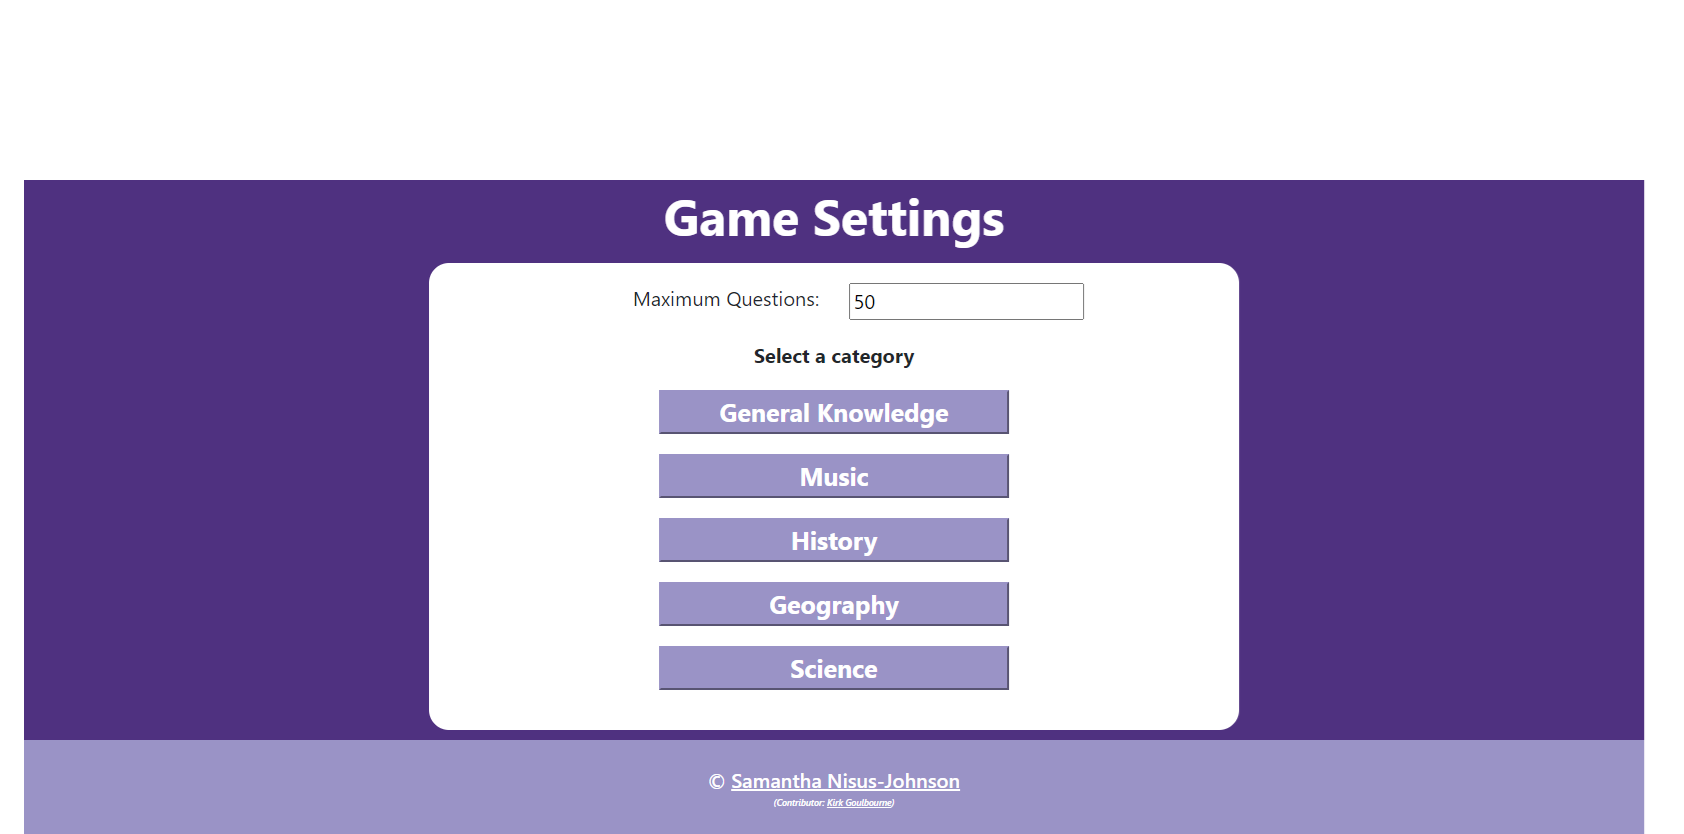 Game Settings
Maximum Questions: 50
Select a category
General Knowledge
Music
History
Geography
Science
© Samantha Nisus-Johnson
(Contributor: Kirk Goulbourne)